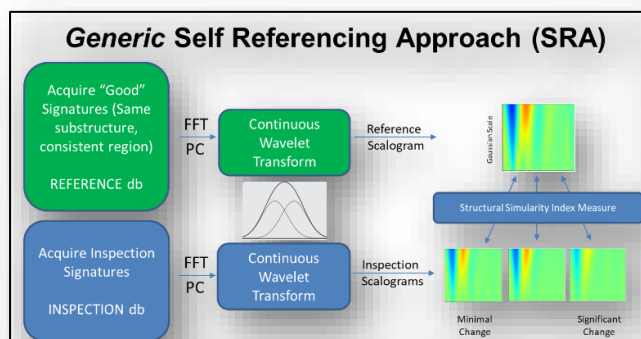 Generic Self Referencing Approach (SRA)
Acquire “Good”
Signatures (Same
substructure,
consistent region)
REFERENCE db
FFT
PC
Continuous
Wavelet
Transform
Reference
Scalogram
Gaussian Scale
Structural Simularity Index Measure
Acquire Inspection
Signatures
INSPECTION db
FFT
PC
Continuous
Wavelet
Transform
Inspection
Scalograms
Minimal
Change
Significant
Change